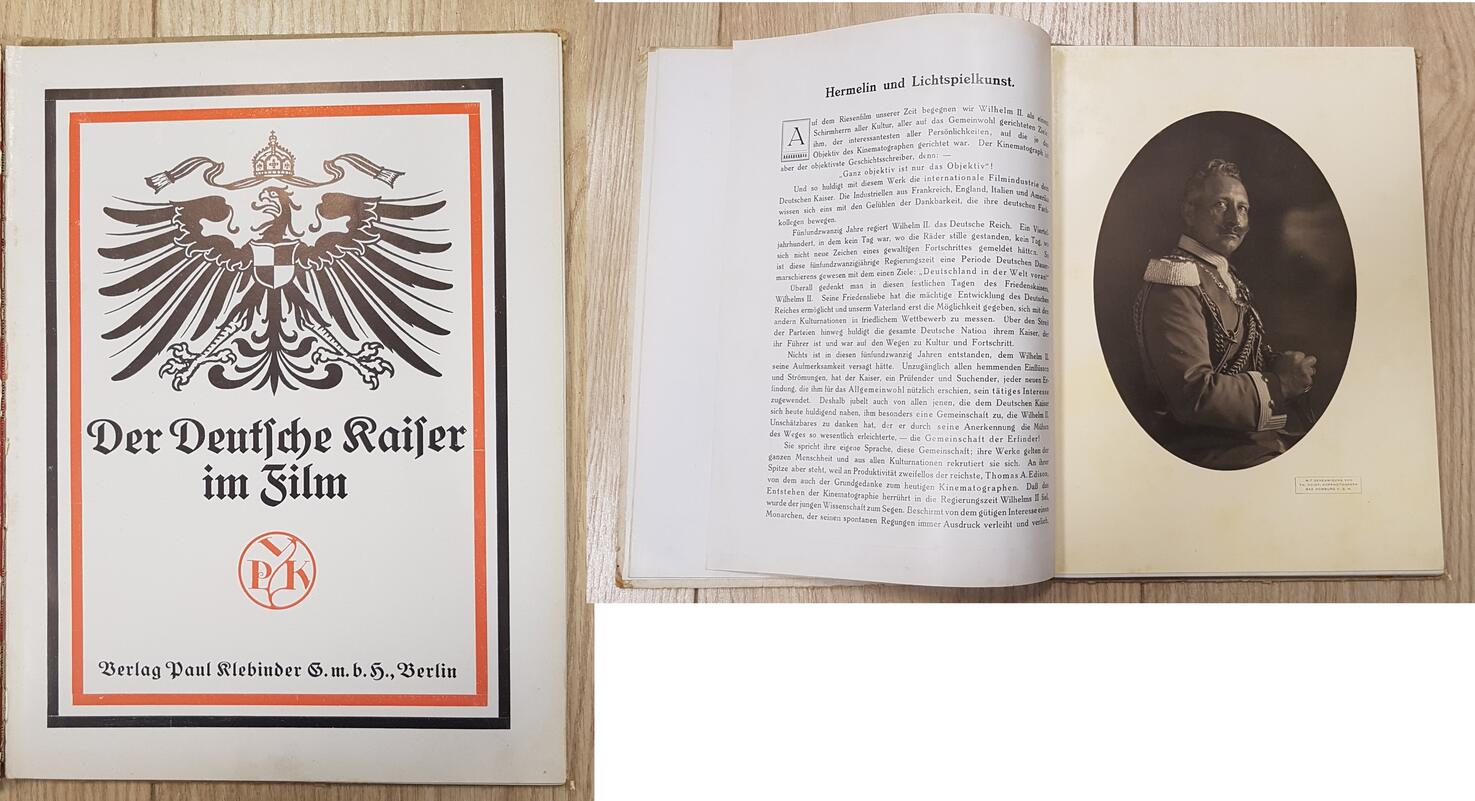 Der Deutsche Kaiser
im Film
VPK
Verlag Paul Klebinder G. m. b. H., Berlin
Hermelin und Lichtspielkunst.
Auf dem Riesenfilm unserer Zeit begegnen wir Wilhelm II. als
Schirmherrn aller Kultur, aller auf das Gemeinwohl gerichteten
ihm, der interessantesten aller Persönlichkeiten, auf die je das
Objektiv des Kinematographen gerichtet war. Der Kinematograph
aber der objektivste Geschichtsschreiber, denn: —
„Ganz objektiv ist nur das Objektiv“!
Und so huldigt mit diesem Werk die internationale Filmindustrie dem
Deutschen Kaiser. Die Industriellen aus Frankreich, England, Italien und
wissen sich eins mit den Gefühlen der Dankbarkeit, die ihre deutschen
kollegen bewegen.
Fünfundzwanzig Jahre regiert Wilhelm II. das Deutsche Reich. Ein Viertel-
jahrhundert, in dem kein Tag war, wo die Räder stille gestanden, kein Tag, wo
sich nicht neue Zeichen eines gewaltigen Fortschrittes gemeldet hätten. So
ist diese fünfundzwanzigjährige Regierungszeit eine Periode Deutschen Dauer-
marschierens gewesen mit dem einen Ziele: „Deutschland in der Welt voran!“
Überall gedenkt man in diesen festlichen Tagen des Friedenskaisers,
Wilhelms II. Seine Friedensliebe hat die mächtige Entwicklung des Deutschen
Reiches ermöglicht und unserm Vaterland erst die Möglichkeit gegeben, sich mit den
andern Kulturnationen in friedlichem Wettbewerb zu messen. Über den Streit
der Parteien hinweg huldigt die gesamte Deutsche Nation ihrem Kaiser, der
ihr Führer ist und war auf den Wegen zu Kultur und Fortschritt.
Nichts ist in diesen fünfundzwanzig Jahren entstanden, dem Wilhelm II.
seine Aufmerksamkeit versagt hätte. Unzugänglich allen hemmenden Einflüssen
und Strömungen, hat der Kaiser, ein Prüfender und Suchender, jeder neuen Er-
findung, die ihm für das Allgemeinwohl nützlich erschien, sein tätiges Interesse
zugewendet. Deshalb jubelt auch von allen jenen, die dem Deutschen Kaiser
sich heute huldigend nahen, ihm besonders eine Gemeinschaft zu, die Wilhelm II.
Unschätzbares zu danken hat, der er durch seine Anerkennung die Mühen
des Weges so wesentlich erleichterte, — die Gemeinschaft der Erfinder!
Sie spricht ihre eigene Sprache, diese Gemeinschaft; ihre Werke gelten der
ganzen Menschheit und aus allen Kulturnationen rekrutiert sie sich. An ihrer
Spitze aber steht, weil an Produktivität zweifellos der reichste, Thomas A. Edison,
von dem auch der Grundgedanke zum heutigen Kinematographen. Daß das
Entstehen der Kinematographie herrührt in die Regierungszeit Wilhelms II fiel,
wurde der jungen Wissenschaft zum Segen. Beschirmt von dem gütigen Interesse eines
Monarchen, der seinen spontanen Regungen immer Ausdruck verleiht und verlieh,
MIT GENEHMIGUNG VON
TH. VOIGT, HOFPHOTOGRAPH
BAD HOMBURG V. D. H.